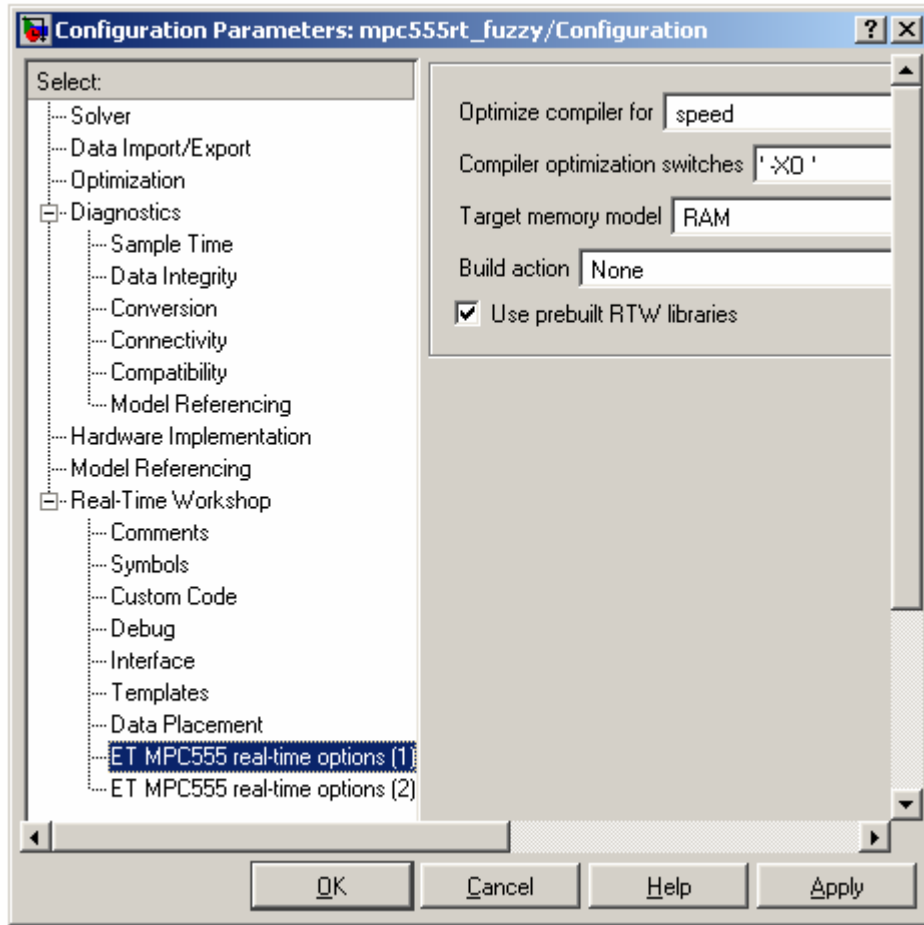 Configuration Parameters: mpc555rt_fuzzy/Configuration
Select:
Solver
Data Import/Export
Optimization
Diagnostics
Sample Time
Data Integrity
Conversion
Connectivity
Compatibility
Model Referencing
Hardware Implementation
Model Referencing
Real-Time Workshop
Comments
Symbols
Custom Code
Debug
Interface
Templates
Data Placement
ET MPC555 real-time options (1)
ET MPC555 real-time options (2)
Optimize compiler for speed
Compiler optimization switches ' -XO '
Target memory model RAM
Build action None
Use prebuilt RTW libraries
OK Cancel Help Apply